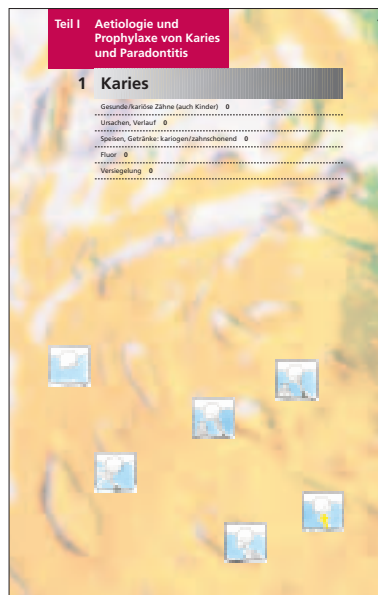 Teil I Aetiologie und
Prophylaxe von Karies
und Paradontitis
1 Karies
Gesunde/kariöse Zähne (auch Kinder) 0
Ursachen, Verlauf 0
Speisen, Getränke: kariogen/zahnschonend 0
Fluor 0
Versiegelung 0